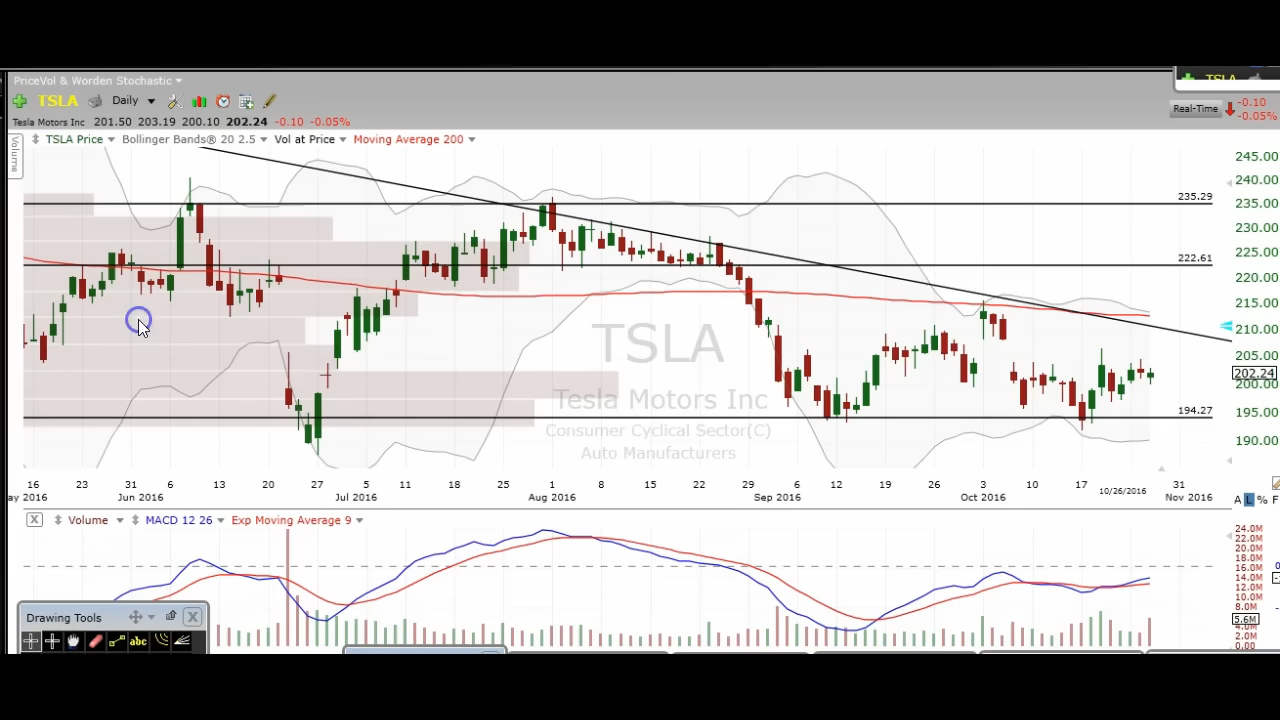 PriceVol & Worden Stochastic
TSLA
TSLA Daily
Real-Time -0.10
-0.05%
Tesla Motors Inc 201.50 203.19 200.10 202.24 -0.10 -0.05%
Volume
TSLA Price Bollinger Bands® 20 2.5 Vol at Price Moving Average 200
245.00
240.00
235.29
235.00
230.00
225.00
222.61
220.00
215.00
210.00
TSLA
205.00
202.24
200.00
Tesla Motors Inc
194.27
195.00
Consumer Cyclical Sector(C)
190.00
Auto Manufacturers
16 23 31 6 13 20 27 5 11 18 25 1 8 15 22 29 6 12 19 26 3 10 17 10/26/2016 31
ay 2016 Jun 2016 Jul 2016 Aug 2016 Sep 2016 Oct 2016 Nov 2016
A L % F
X Volume MACD 12 26 Exp Moving Average 9
24.0M
22.0M
20.0M
18.0M
16.0M
14.0M
12.0M
10.0M
8.0M
5.6M
4.0M
2.0M
0.00
Drawing Tools X
abc